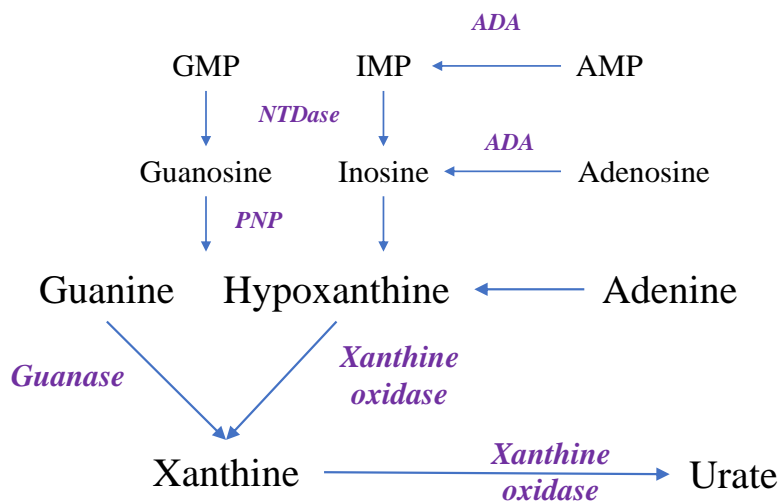 ADA
GMP IMP AMP
NTDase
ADA
Guanosine Inosine Adenosine
PNP
Guanine Hypoxanthine Adenine
Guanase
Xanthine
oxidase
Xanthine
Xanthine
oxidase
Urate